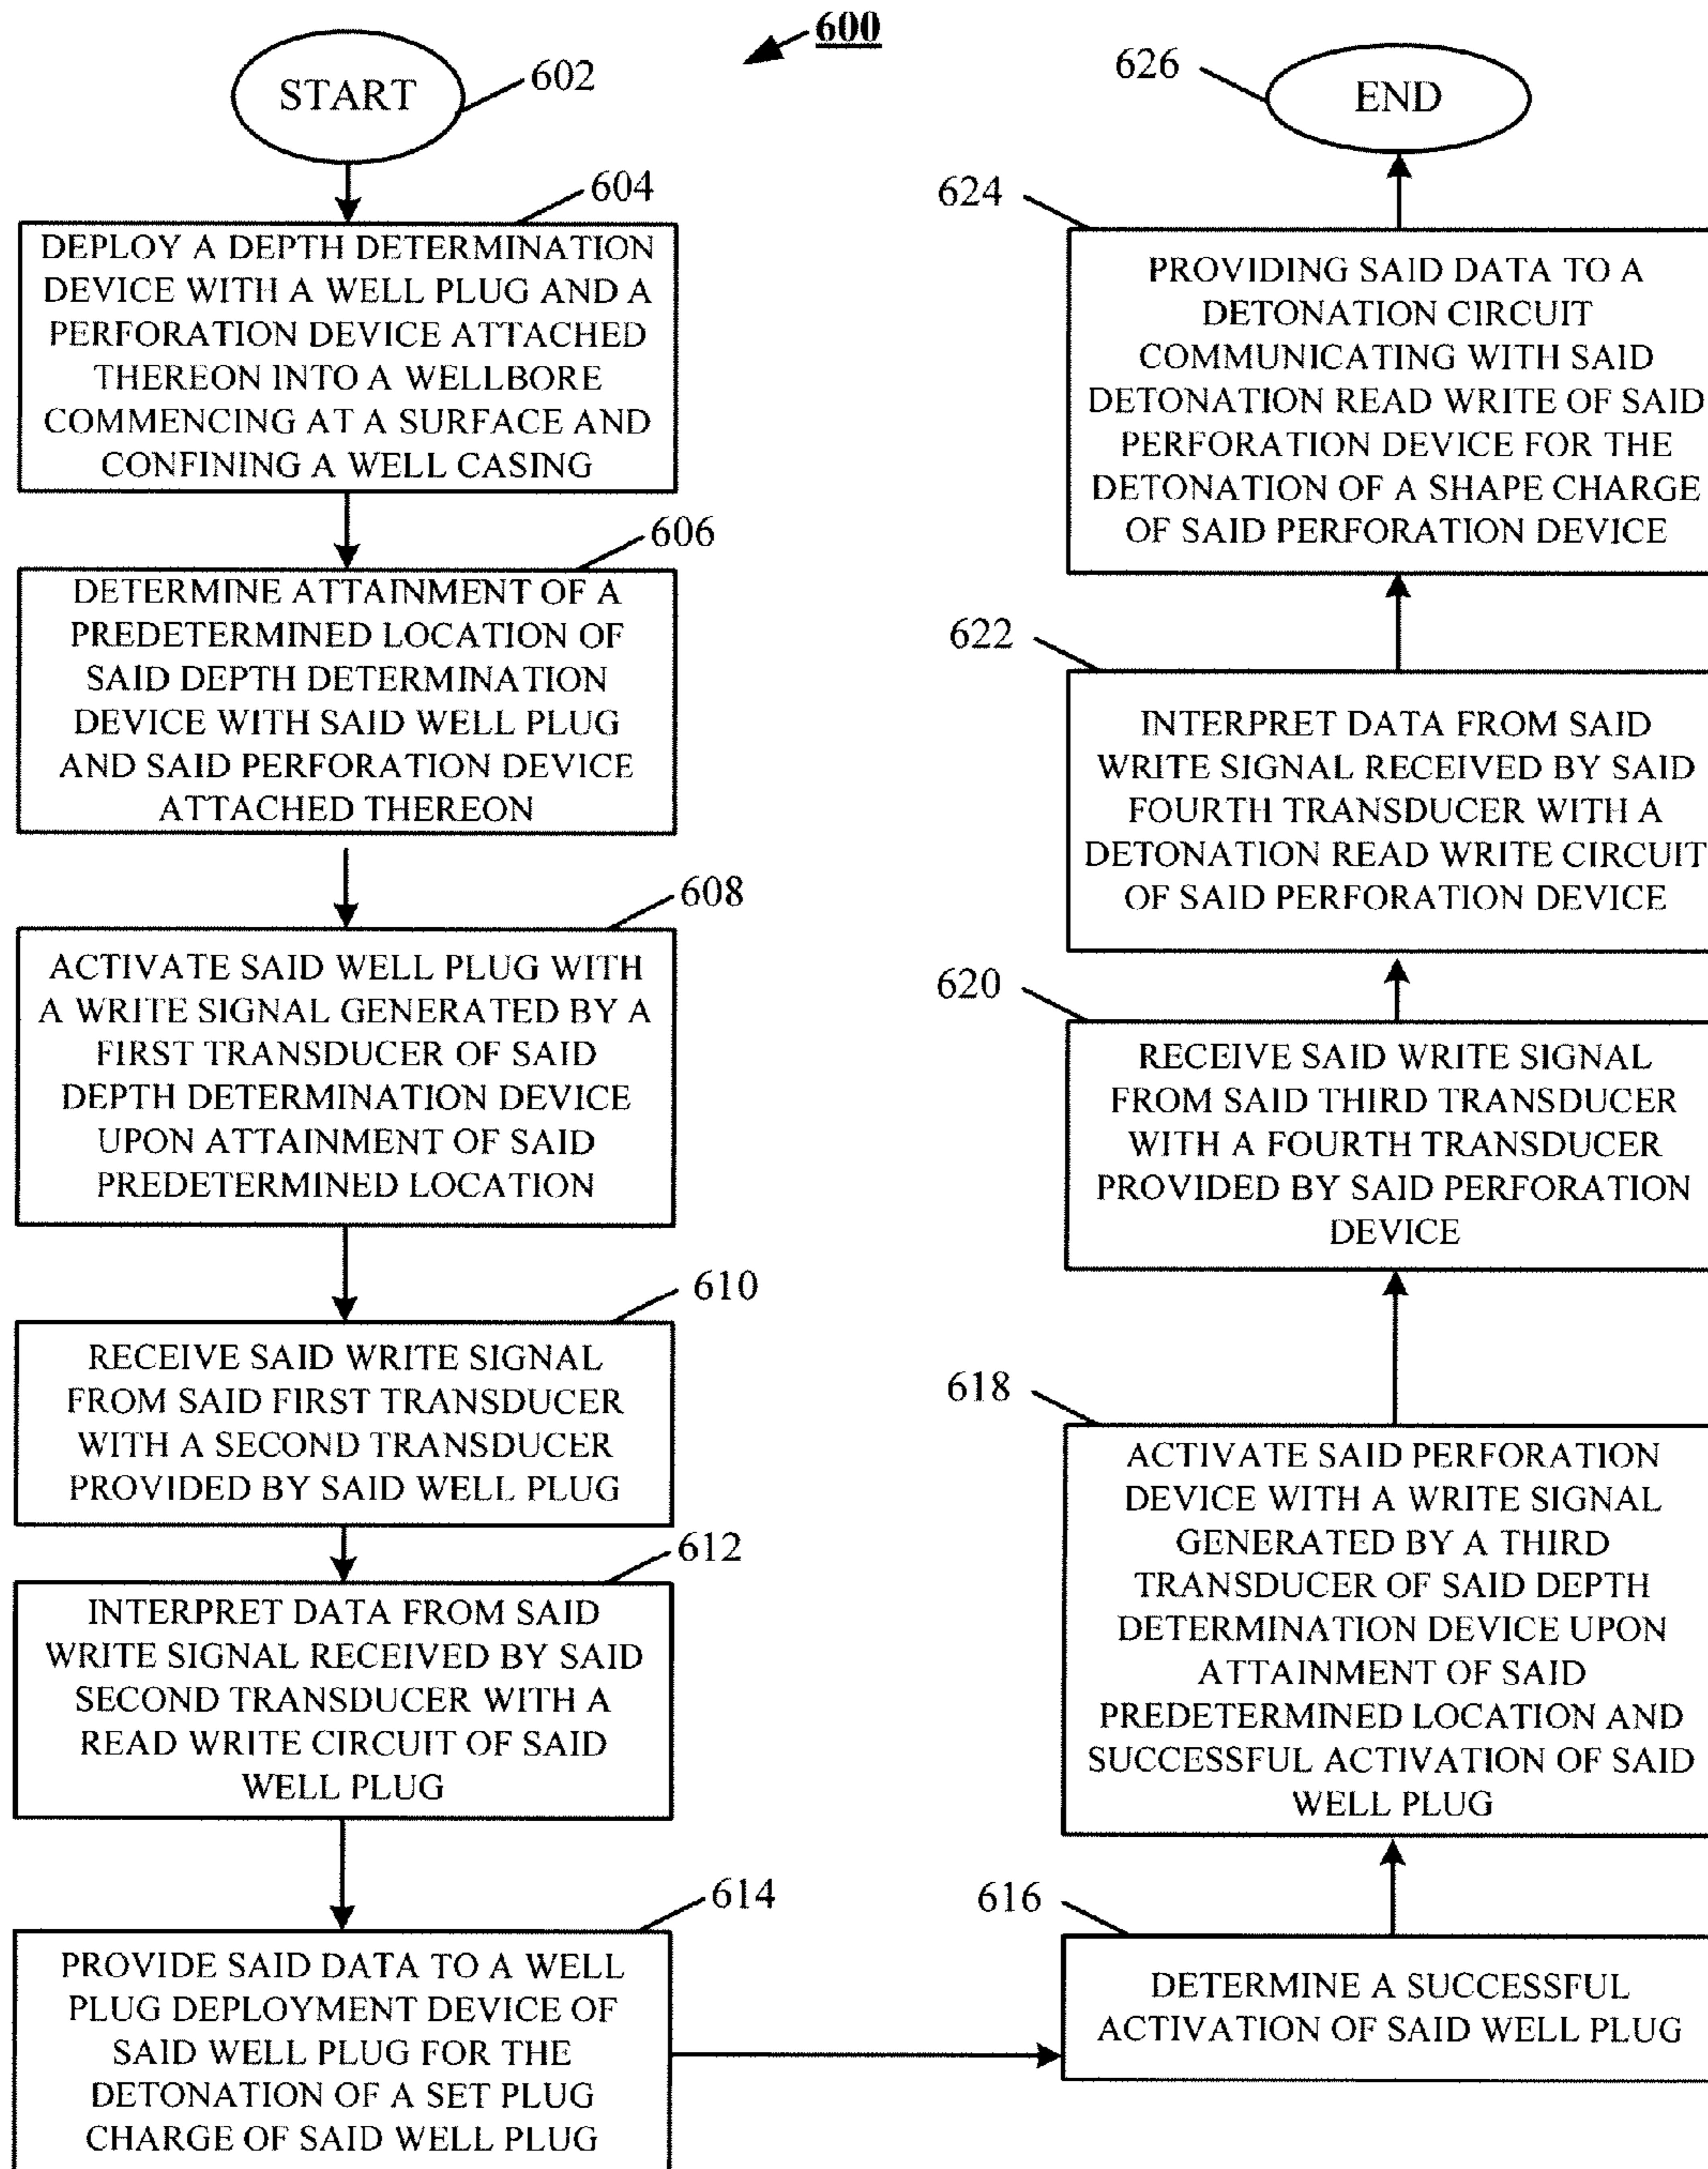 600
START
602
604
DEPLOY A DEPTH DETERMINATION
DEVICE WITH A WELL PLUG AND A
PERFORATION DEVICE ATTACHED
THEREON INTO A WELLBORE
COMMENCING AT A SURFACE AND
CONFINING A WELL CASING
606
DETERMINE ATTAINMENT OF A
PREDETERMINED LOCATION OF
SAID DEPTH DETERMINATION
DEVICE WITH SAID WELL PLUG
AND SAID PERFORATION DEVICE
ATTACHED THEREON
608
ACTIVATE SAID WELL PLUG WITH
A WRITE SIGNAL GENERATED BY A
FIRST TRANSDUCER OF SAID
DEPTH DETERMINATION DEVICE
UPON ATTAINMENT OF SAID
PREDETERMINED LOCATION
610
RECEIVE SAID WRITE SIGNAL
FROM SAID FIRST TRANSDUCER
WITH A SECOND TRANSDUCER
PROVIDED BY SAID WELL PLUG
612
INTERPRET DATA FROM SAID
WRITE SIGNAL RECEIVED BY SAID
SECOND TRANSDUCER WITH A
READ WRITE CIRCUIT OF SAID
WELL PLUG
614
PROVIDE SAID DATA TO A WELL
PLUG DEPLOYMENT DEVICE OF
SAID WELL PLUG FOR THE
DETONATION OF A SET PLUG
CHARGE OF SAID WELL PLUG
616
DETERMINE A SUCCESSFUL
ACTIVATION OF SAID WELL PLUG
618
ACTIVATE SAID PERFORATION
DEVICE WITH A WRITE SIGNAL
GENERATED BY A THIRD
TRANSDUCER OF SAID DEPTH
DETERMINATION DEVICE UPON
ATTAINMENT OF SAID
PREDETERMINED LOCATION AND
SUCCESSFUL ACTIVATION OF SAID
WELL PLUG
620
RECEIVE SAID WRITE SIGNAL
FROM SAID THIRD TRANSDUCER
WITH A FOURTH TRANSDUCER
PROVIDED BY SAID PERFORATION
DEVICE
622
INTERPRET DATA FROM SAID
WRITE SIGNAL RECEIVED BY SAID
FOURTH TRANSDUCER WITH A
DETONATION READ WRITE CIRCUIT
OF SAID PERFORATION DEVICE
624
PROVIDING SAID DATA TO A
DETONATION CIRCUIT
COMMUNICATING WITH SAID
DETONATION READ WRITE OF SAID
PERFORATION DEVICE FOR THE
DETONATION OF A SHAPE CHARGE
OF SAID PERFORATION DEVICE
626
END